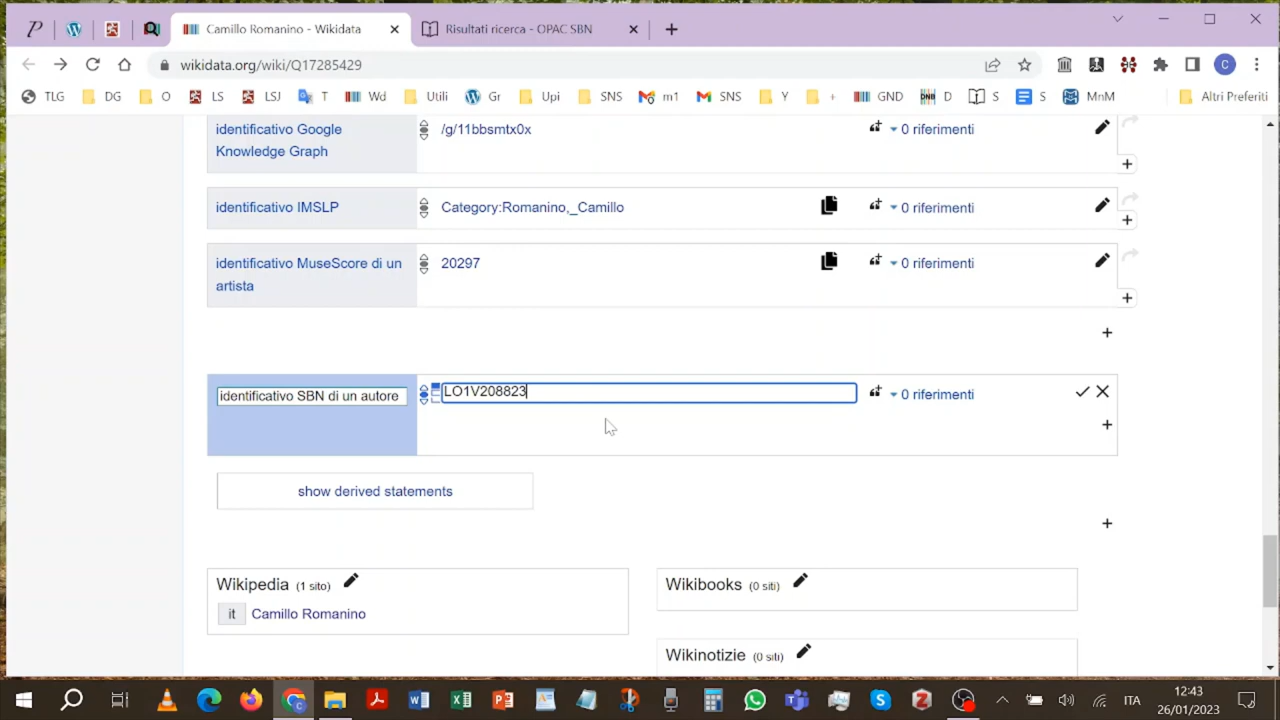 Camillo Romanino - Wikidata
Risultati ricerca - OPAC SBN
wikidata.org/wiki/Q17285429
C
TLG
DG
O
LS
LSJ
T
Wd
Utili
Gr
Upi
SNS
m1
SNS
Y
+
GND
D
S
S
MnM
Altri Preferiti
identificativo Google
Knowledge Graph
/g/11bbsmtx0x
0 riferimenti
identificativo IMSLP
Category:Romanino,_Camillo
0 riferimenti
identificativo MuseScore di un
artista
20297
0 riferimenti
identificativo SBN di un autore
LO1V208823
0 riferimenti
show derived statements
Wikipedia (1 sito)
it Camillo Romanino
Wikibooks (0 siti)
Wikinotizie (0 siti)
ITA
12:43
26/01/2023